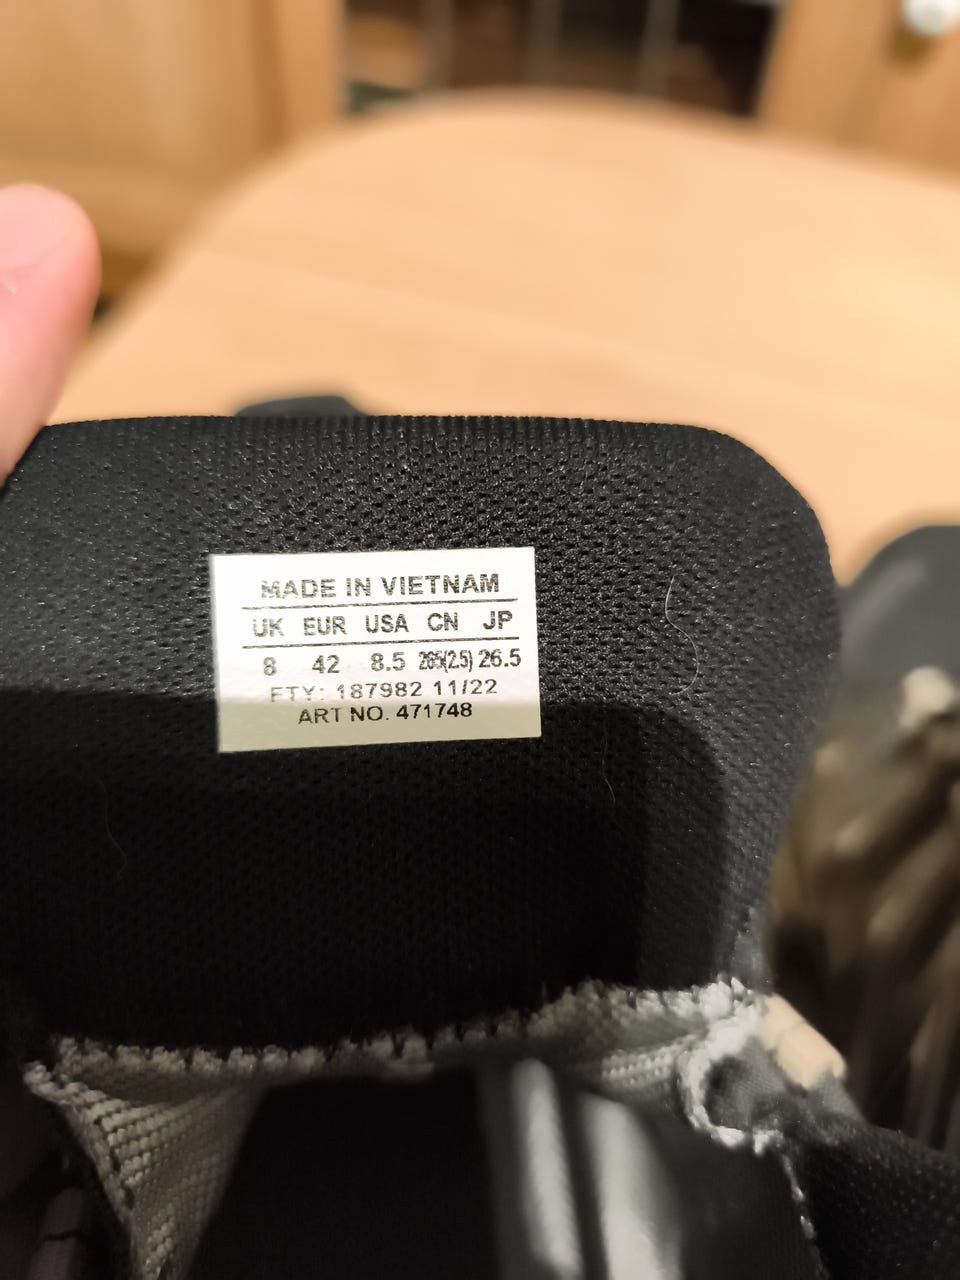 MADE IN VIETNAM
UK EUR USA CN JP
8 42 8.5 265(2.5) 26.5
FTY: 187982 11/22
ART NO. 471748